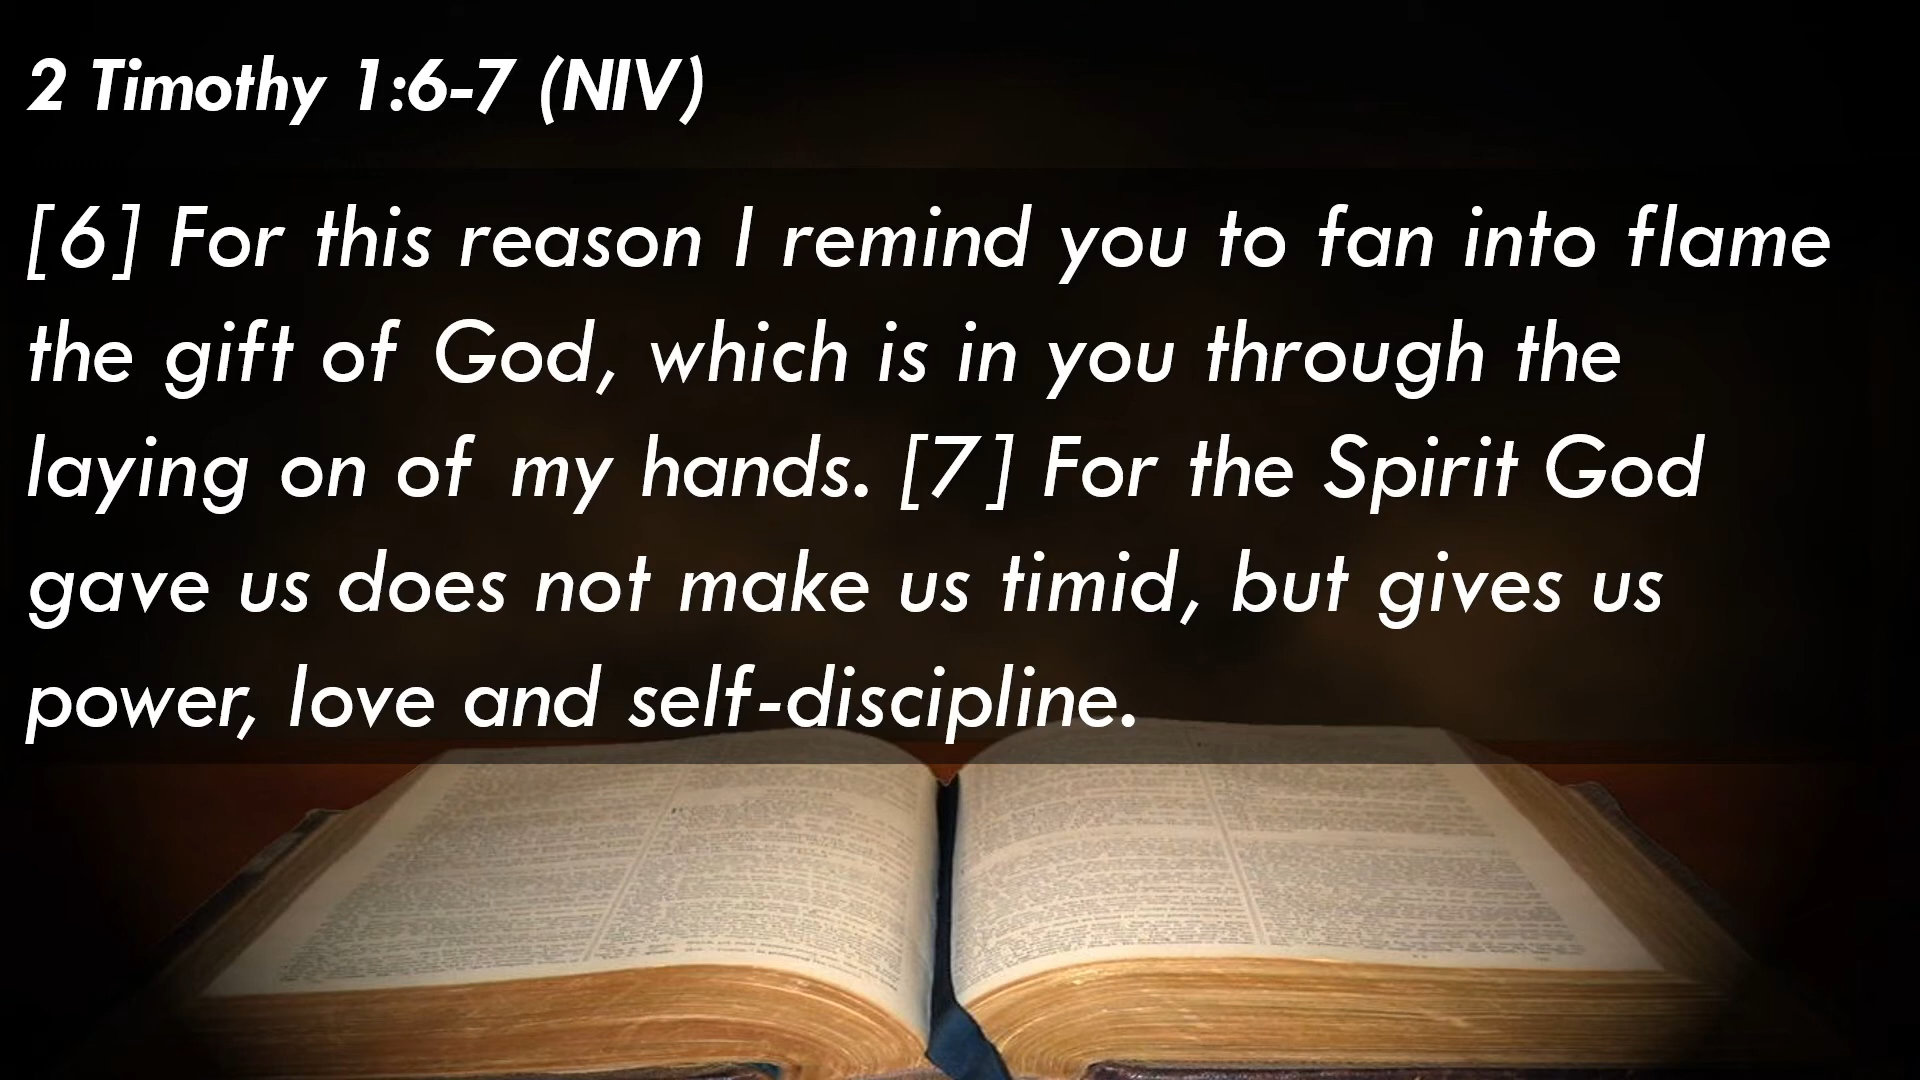 2 Timothy 1:6-7 (NIV)
[6] For this reason I remind you to fan into flame
the gift of God, which is in you through the
laying on of my hands. [7] For the Spirit God
gave us does not make us timid, but gives us
power, love and self-discipline.